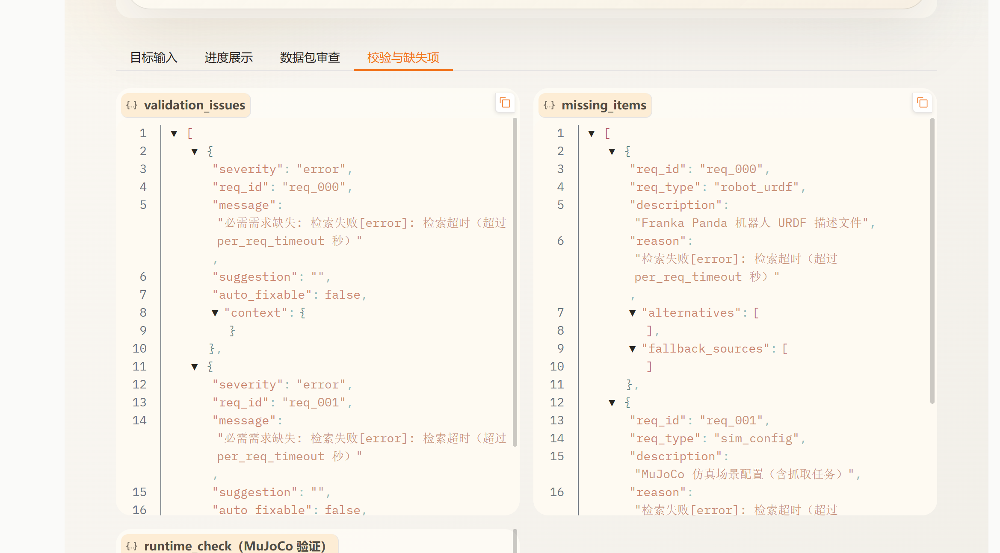 目标输入 进度展示 数据包审查 校验与缺失项
{...} validation_issues
1 ▼ [
2 ▼ {
3 "severity": "error",
4 "req_id": "req_000",
5 "message":
"必需需求缺失: 检索失败[error]: 检索超时（超过
per_req_timeout 秒）"
,
6 "suggestion": "",
7 "auto_fixable": false,
8 ▼ "context": {
9 }
10 },
11 ▼ {
12 "severity": "error",
13 "req_id": "req_001",
14 "message":
"必需需求缺失: 检索失败[error]: 检索超时（超过
per_req_timeout 秒）"
,
15 "suggestion": "",
16 "auto_fixable": false,
{...} missing_items
1 ▼ [
2 ▼ {
3 "req_id": "req_000",
4 "req_type": "robot_urdf",
5 "description":
"Franka Panda 机器人 URDF 描述文件",
6 "reason":
"检索失败[error]: 检索超时（超过
per_req_timeout 秒）"
,
7 ▼ "alternatives": [
8 ],
9 ▼ "fallback_sources": [
10 ]
11 },
12 ▼ {
13 "req_id": "req_001",
14 "req_type": "sim_config",
15 "description":
"MuJoCo 仿真场景配置（含抓取任务）",
16 "reason":
"检索失败[error]: 检索超时（超过
{...} runtime_check（MuJoCo 验证）